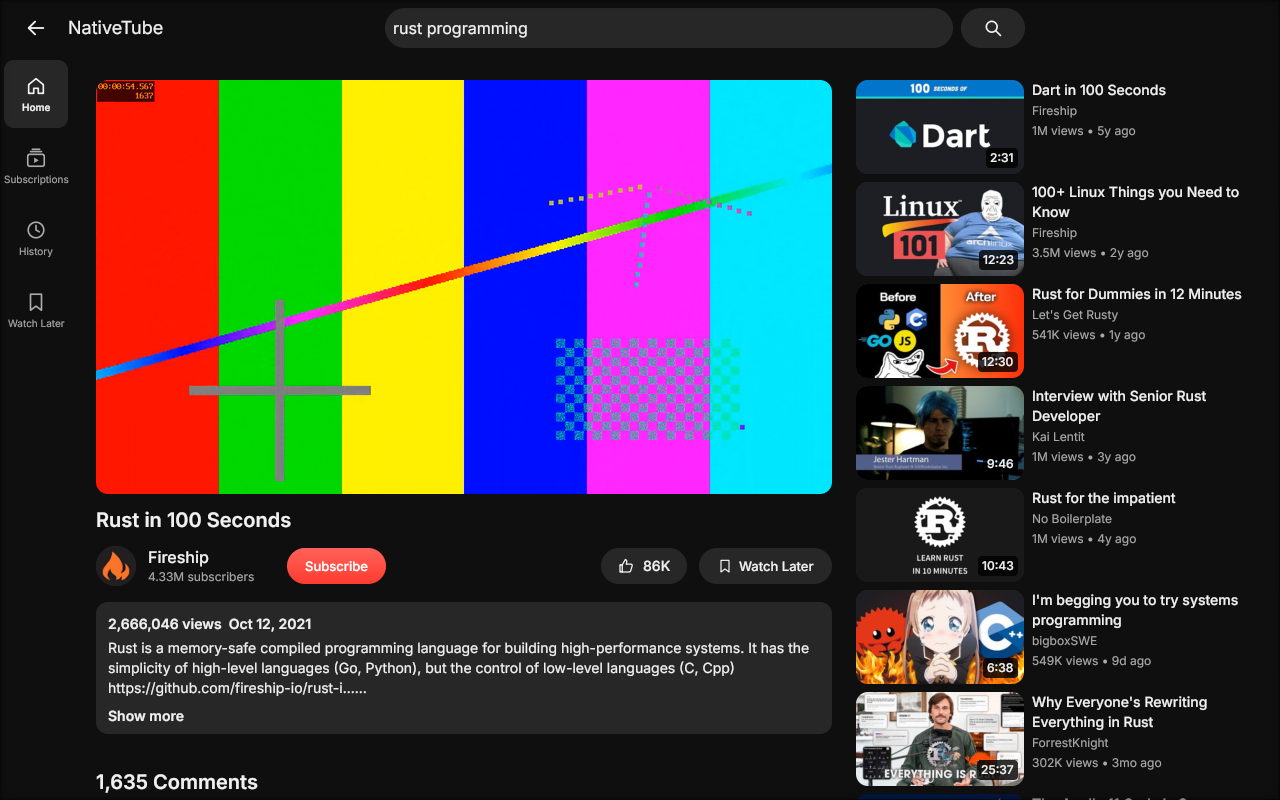 NativeTube
rust programming
Home
Subscriptions
History
Watch Later
00:00:54.567
1637
Rust in 100 Seconds
Fireship
4.33M subscribers
Subscribe
86K
Watch Later
2,666,046 views Oct 12, 2021
Rust is a memory-safe compiled programming language for building high-performance systems. It has the
simplicity of high-level languages (Go, Python), but the control of low-level languages (C, Cpp)
https://github.com/fireship-io/rust-i......
Show more
1,635 Comments
100 SECONDS OF
Dart
2:31
Dart in 100 Seconds
Fireship
1M views • 5y ago
Linux
101
archlinux
12:23
100+ Linux Things you Need to
Know
Fireship
3.5M views • 2y ago
Before
After
GO
JS
R
12:30
Rust for Dummies in 12 Minutes
Let's Get Rusty
541K views • 1y ago
Jester Hartman
9:46
Interview with Senior Rust
Developer
Kai Lentit
1M views • 3y ago
R
LEARN RUST
IN 10 MINUTES
10:43
Rust for the impatient
No Boilerplate
1M views • 4y ago
C++
6:38
I'm begging you to try systems
programming
bigboxSWE
549K views • 9d ago
EVERYTHING IS R
25:37
Why Everyone's Rewriting
Everything in Rust
ForrestKnight
302K views • 3mo ago